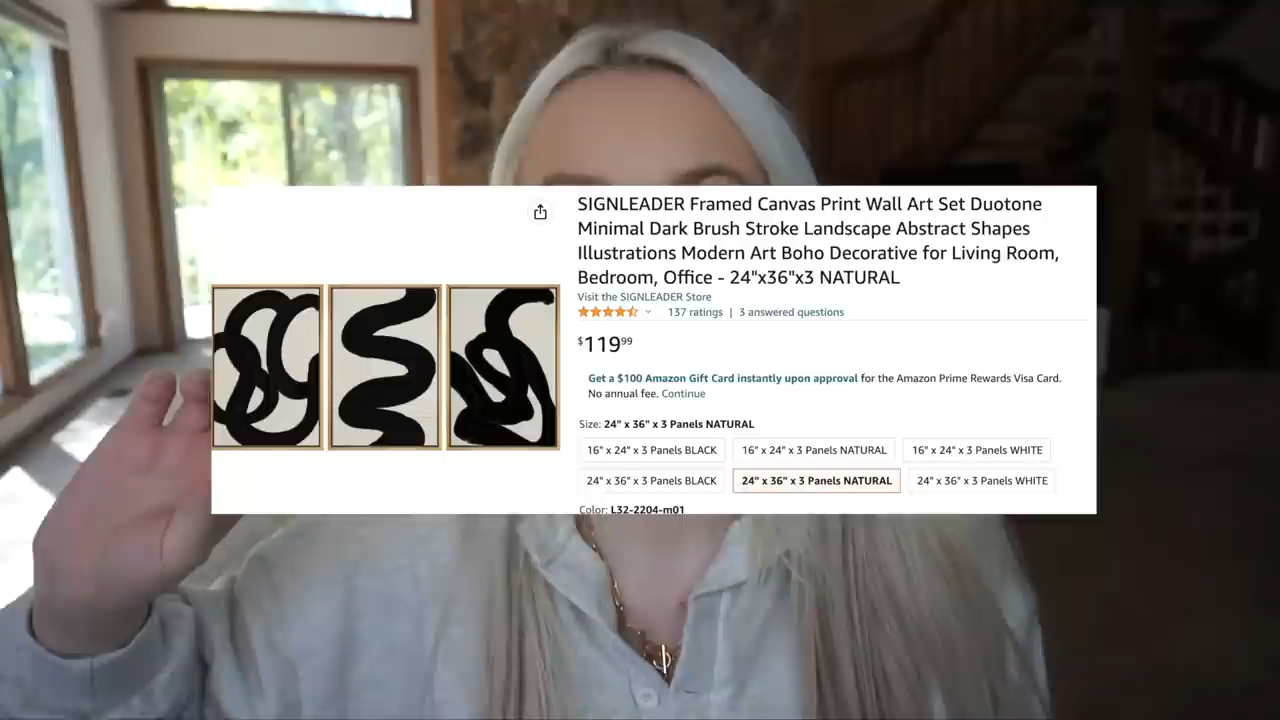 SIGNLEADER Framed Canvas Print Wall Art Set Duotone
Minimal Dark Brush Stroke Landscape Abstract Shapes
Illustrations Modern Art Boho Decorative for Living Room,
Bedroom, Office - 24"x36"x3 NATURAL
Visit the SIGNLEADER Store
137 ratings | 3 answered questions
$11999
Get a $100 Amazon Gift Card instantly upon approval for the Amazon Prime Rewards Visa Card.
No annual fee. Continue
Size: 24" x 36" x 3 Panels NATURAL
16" x 24" x 3 Panels BLACK 16" x 24" x 3 Panels NATURAL 16" x 24" x 3 Panels WHITE
24" x 36" x 3 Panels BLACK 24" x 36" x 3 Panels NATURAL 24" x 36" x 3 Panels WHITE
Color: L32-2204-m01